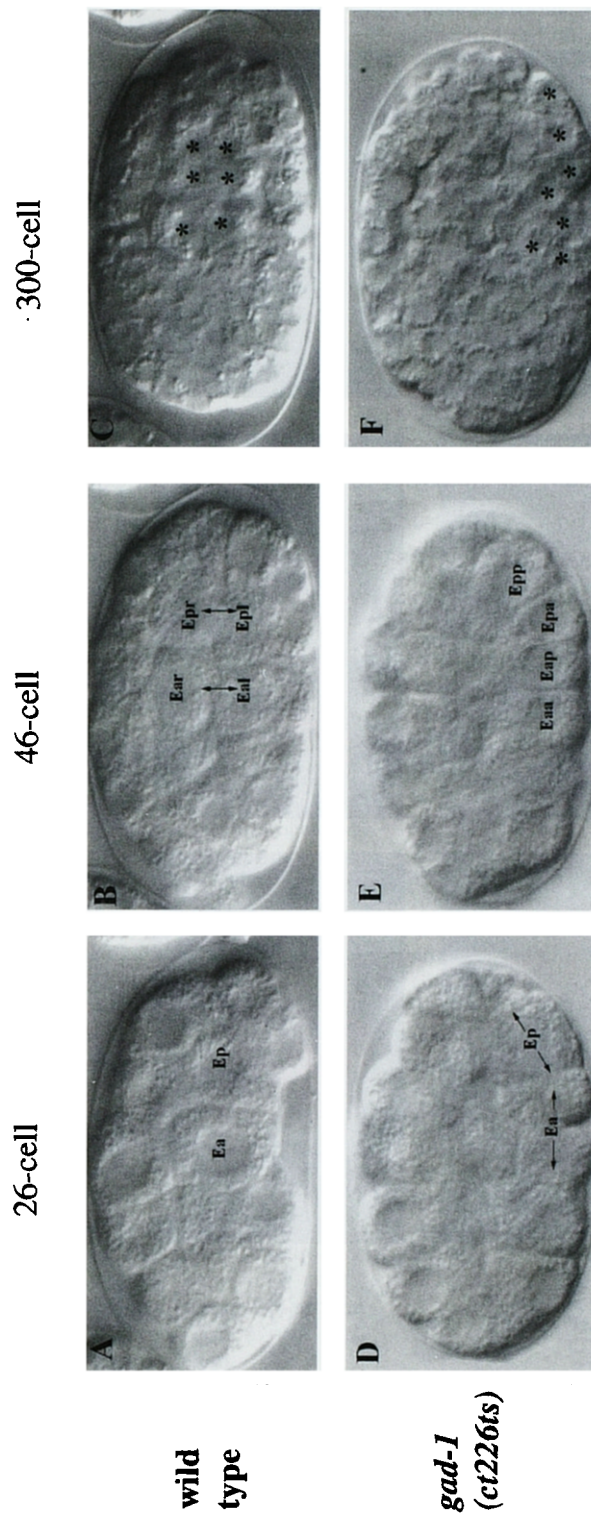 26-cell
46-cell
300-cell
wild
type
A
Ea
Ep
B
Ear
Epr
Eal
Epl
C
* *
* * *
*
gad-1
(ct226ts)
D
Ea
Ep
E
Eaa
Eap
Epa
Epp
F
* * * * * * * *